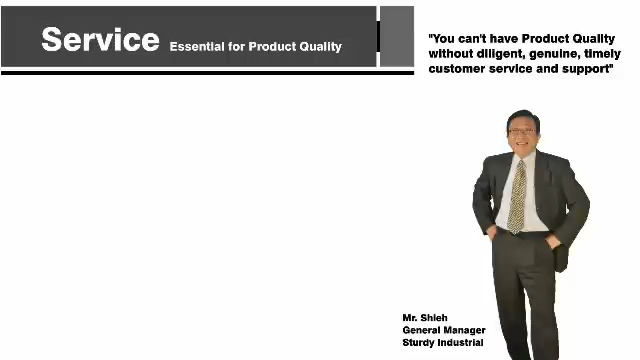 Service Essential for Product Quality
"You can't have Product Quality
without diligent, genuine, timely
customer service and support"
Mr. Shieh
General Manager
Sturdy Industrial